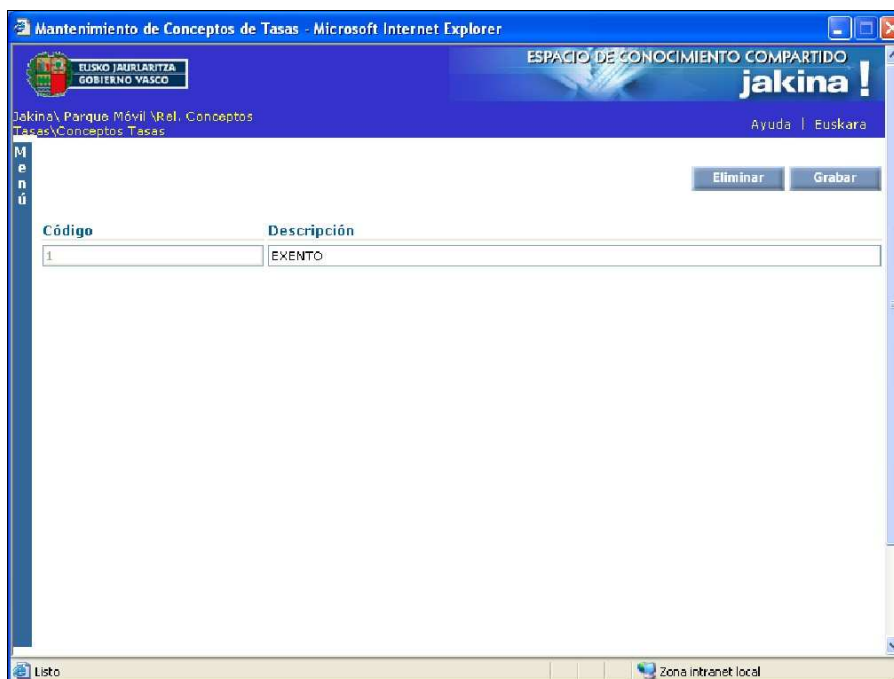 Mantenimiento de Conceptos de Tasas - Microsoft Internet Explorer
EUSKO JAURLARITZA
GOBIERNO VASCO
ESPACIO DE CONOCIMIENTO COMPARTIDO
jakina !
Jakina\ Parque Móvil \Rel. Conceptos
Tasas\Conceptos Tasas
Ayuda | Euskara
Menú
Eliminar Grabar
Código Descripción
1 EXENTO
Listo Zona intranet local